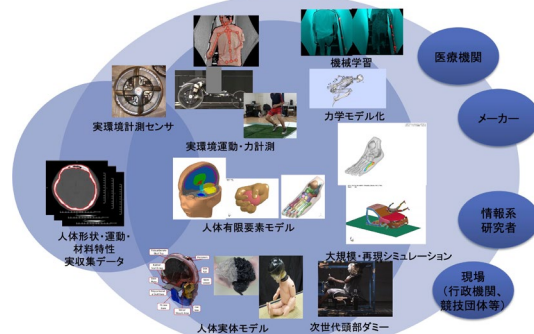 機械学習
医療機関
実環境計測センサ
実環境運動・力計測
力学モデル化
メーカー
人体形状・運動・
材料特性
実収集データ
人体有限要素モデル
大規模・再現シミュレーション
情報系
研究者
人体実体モデル
次世代頭部ダミー
現場
(行政機関、
競技団体等)